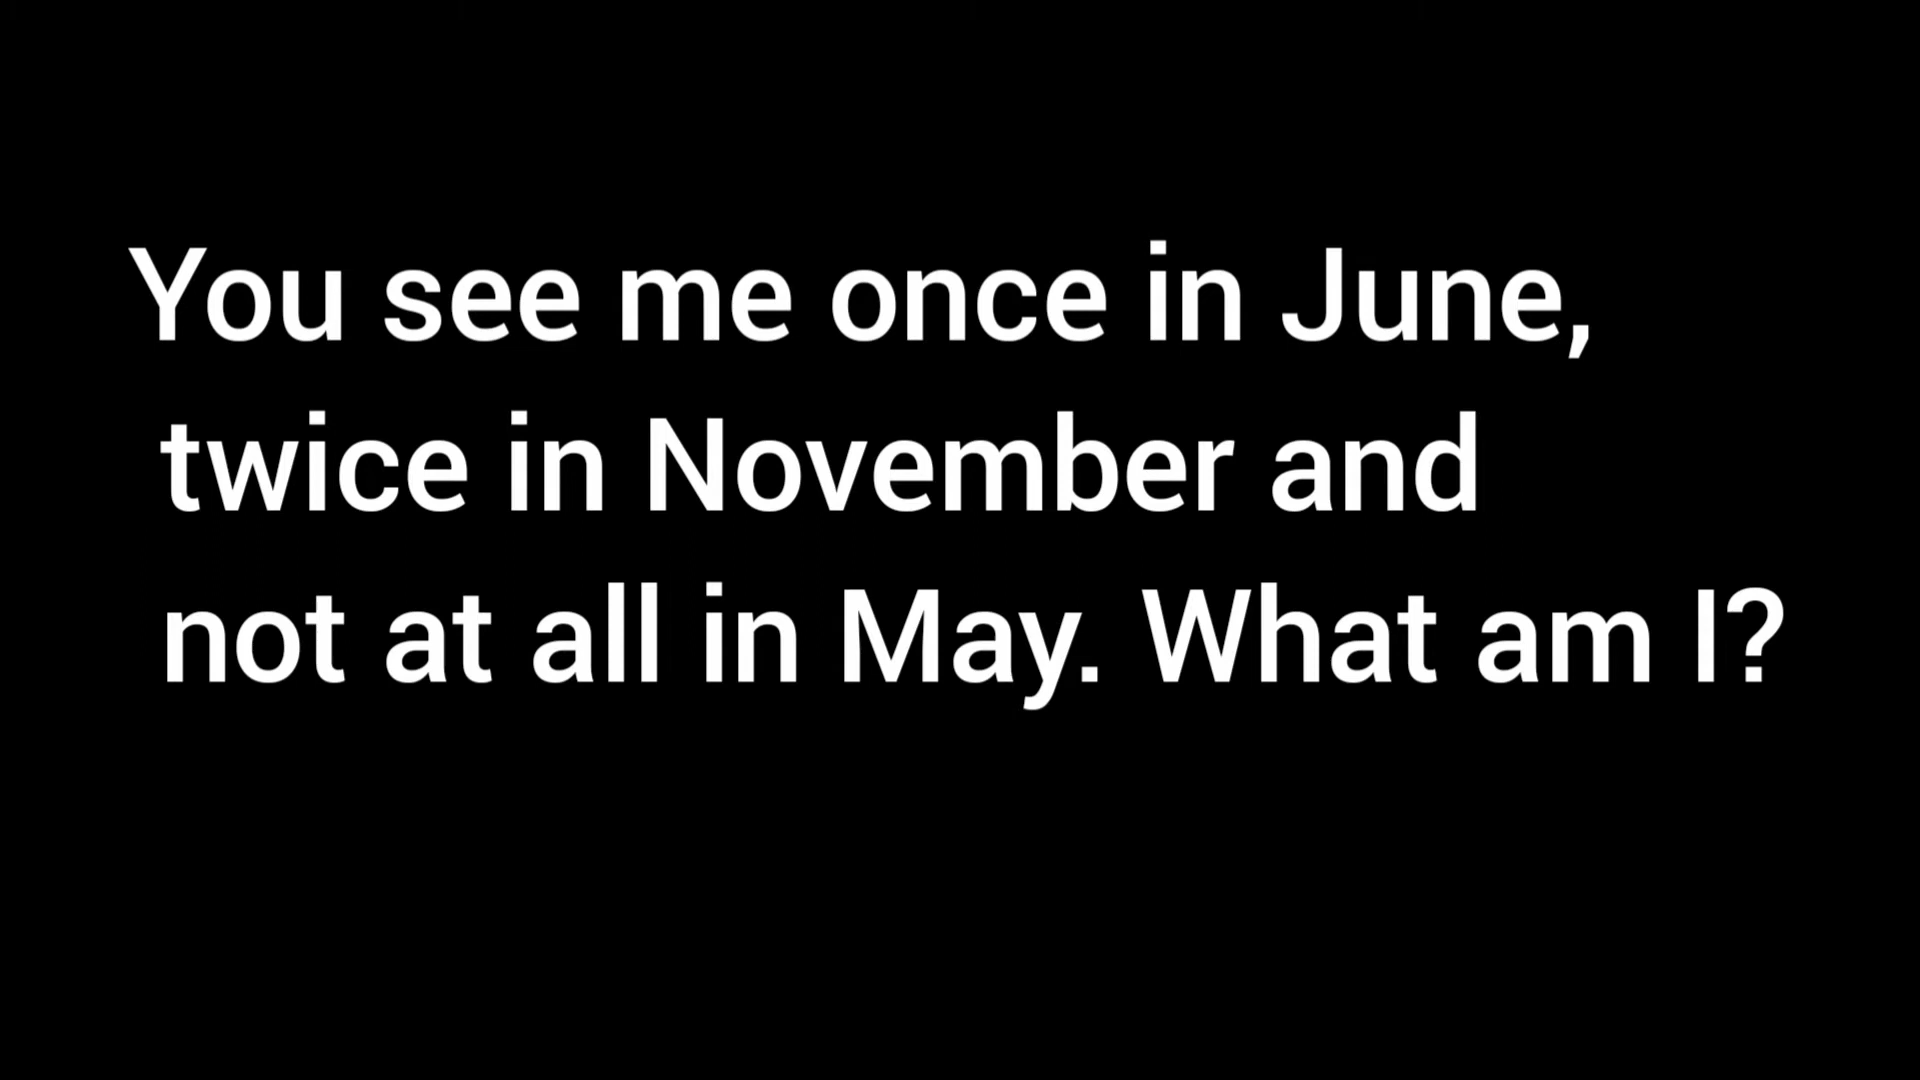 You see me once in June,
twice in November and
not at all in May. What am I?